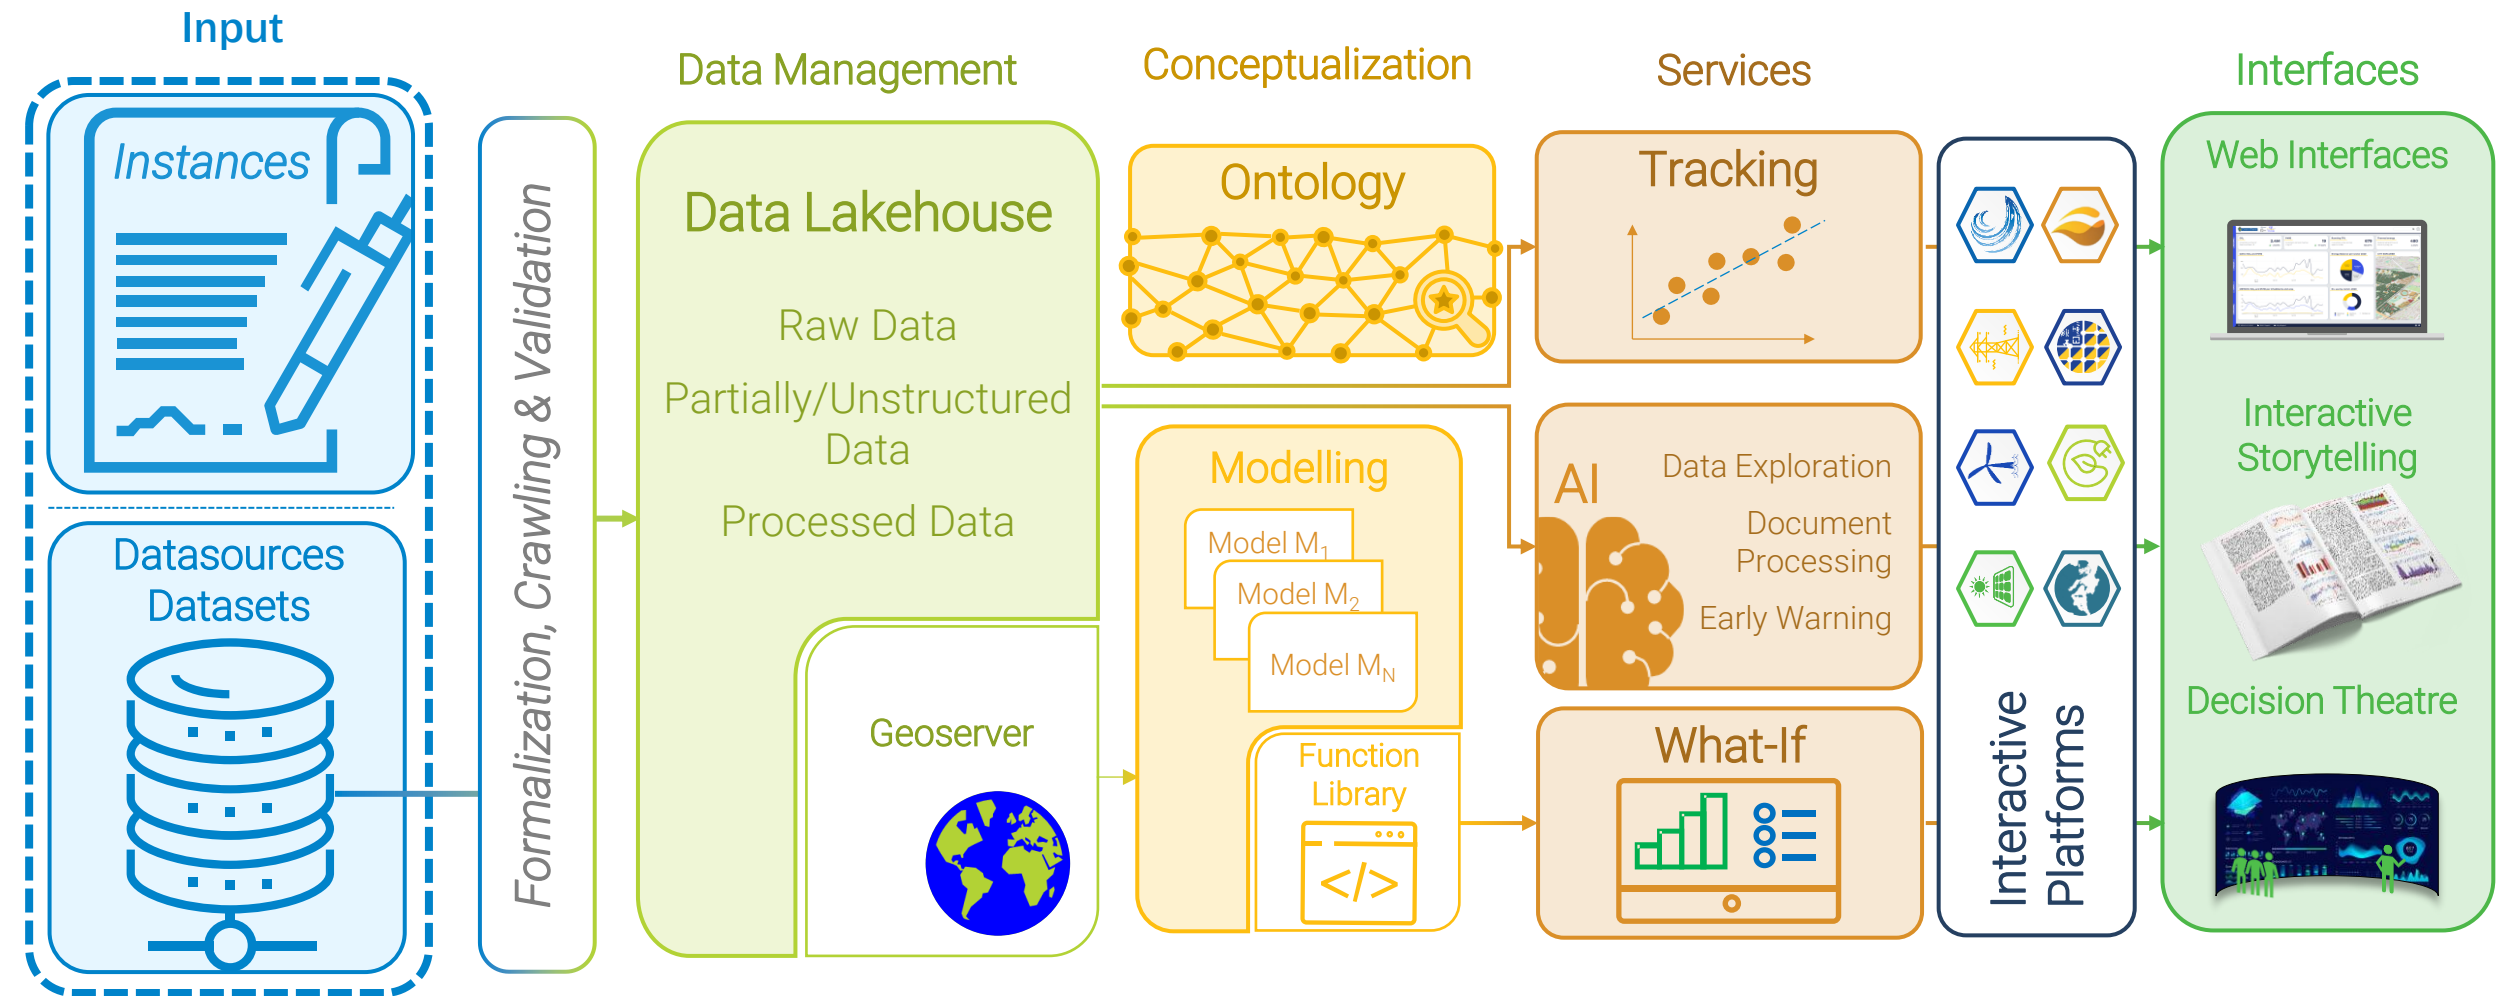 Input
Instances
Datasources
Datasets
Formalization, Crawling & Validation
Data Management
Data Lakehouse
Raw Data
Partially/Unstructured
Data
Processed Data
Geoserver
Conceptualization
Ontology
Modelling
Model M1
Model M2
Model MN
Function
Library
</>
Services
Tracking
AI
Data Exploration
Document
Processing
Early Warning
What-If
Interactive
Platforms
Interfaces
Web Interfaces
Interactive
Storytelling
Decision Theatre